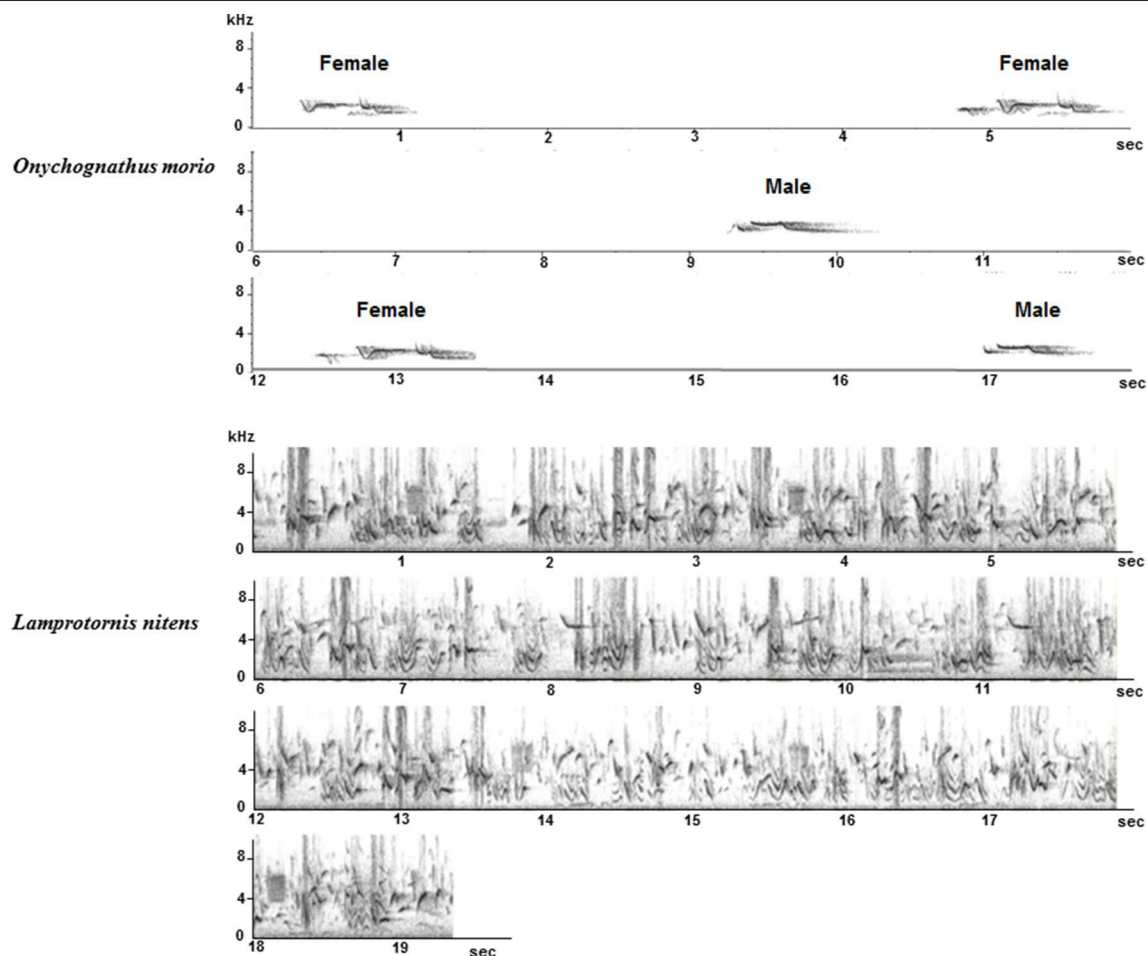 kHz
8
Female Female
4
0
1 2 3 4 5
sec
Onychognathus morio
8
Male
4
0
6 7 8 9 10 11 sec
8
Female Male
4
0
12 13 14 15 16 17 sec
kHz
8
4
0
1 2 3 4 5 sec
8
Lamprotornis nitens
4
0
6 7 8 9 10 11 sec
8
4
0
12 13 14 15 16 17 sec
8
4
0
18 19 sec